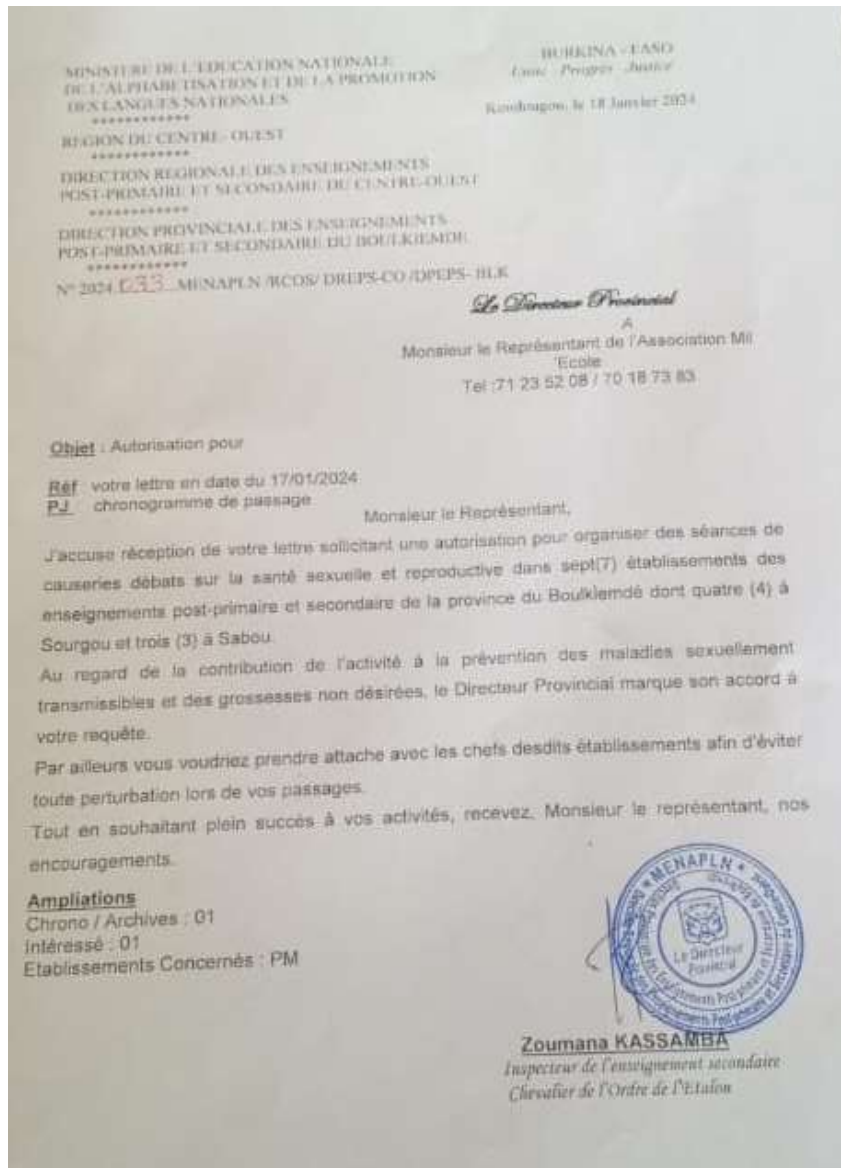 MINISTERE DE L'EDUCATION NATIONALE
DE L'ALPHABETISATION ET DE LA PROMOTION
DES LANGUES NATIONALES
************
REGION DU CENTRE- OUEST
************
DIRECTION REGIONALE DES ENSEIGNEMENTS
POST-PRIMAIRE ET SECONDAIRE DU CENTRE-OUEST
************
DIRECTION PROVINCIALE DES ENSEIGNEMENTS
POST-PRIMAIRE ET SECONDAIRE DU BOULKIEMDE
************
N° 2024 033 MENAPLN /RCOS/ DREPS-CO /DPEPS- BLK
BURKINA - FASO
Unité Progrès Justice
Koudougou, le 18 Janvier 2024
Le Directeur Provincial
A
Monsieur le Représentant de l'Association Mil
'Ecole
Tel :71 23 52 08 / 70 18 73 83
Objet : Autorisation pour
Réf votre lettre en date du 17/01/2024
PJ chronogramme de passage
Monsieur le Représentant,
J'accuse réception de votre lettre sollicitant une autorisation pour organiser des séances de
causeries débats sur la santé sexuelle et reproductive dans sept(7) établissements des
enseignements post-primaire et secondaire de la province du Boulkiemdé dont quatre (4) à
Sourgou et trois (3) à Sabou.
Au regard de la contribution de l'activité à la prévention des maladies sexuellement
transmissibles et des grossesses non désirées, le Directeur Provincial marque son accord à
votre requête.
Par ailleurs vous voudriez prendre attache avec les chefs desdits établissements afin d'éviter
toute perturbation lors de vos passages.
Tout en souhaitant plein succès à vos activités, recevez, Monsieur le représentant, nos
encouragements.
Ampliations
Chrono / Archives : 01
Intéressé : 01
Etablissements Concernés : PM
MENAPLN
Le Directeur
Provincial
Zoumana KASSAMBA
Inspecteur de l'enseignement secondaire
Chevalier de l'Ordre de l'Etalon